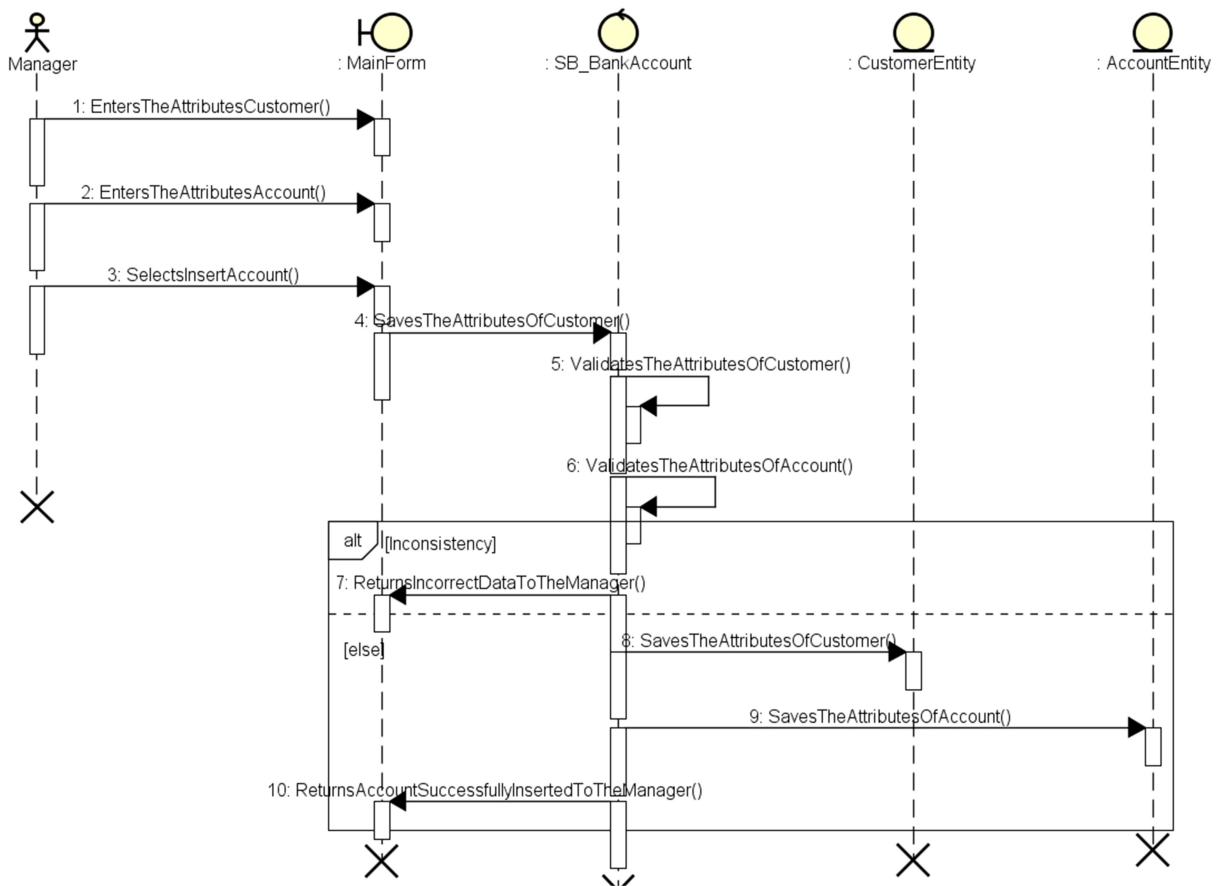 Manager
: MainForm
: SB_BankAccount
: CustomerEntity
: AccountEntity
1: EntersTheAttributesCustomer()
2: EntersTheAttributesAccount()
3: SelectsInsertAccount()
4: SavesTheAttributesOfCustomer()
5: ValidatesTheAttributesOfCustomer()
6: ValidatesTheAttributesOfAccount()
alt
[Inconsistency]
7: ReturnsIncorrectDataToTheManager()
8: SavesTheAttributesOfCustomer()
[else]
9: SavesTheAttributesOfAccount()
10: ReturnsAccountSuccessfullyInsertedToTheManager()